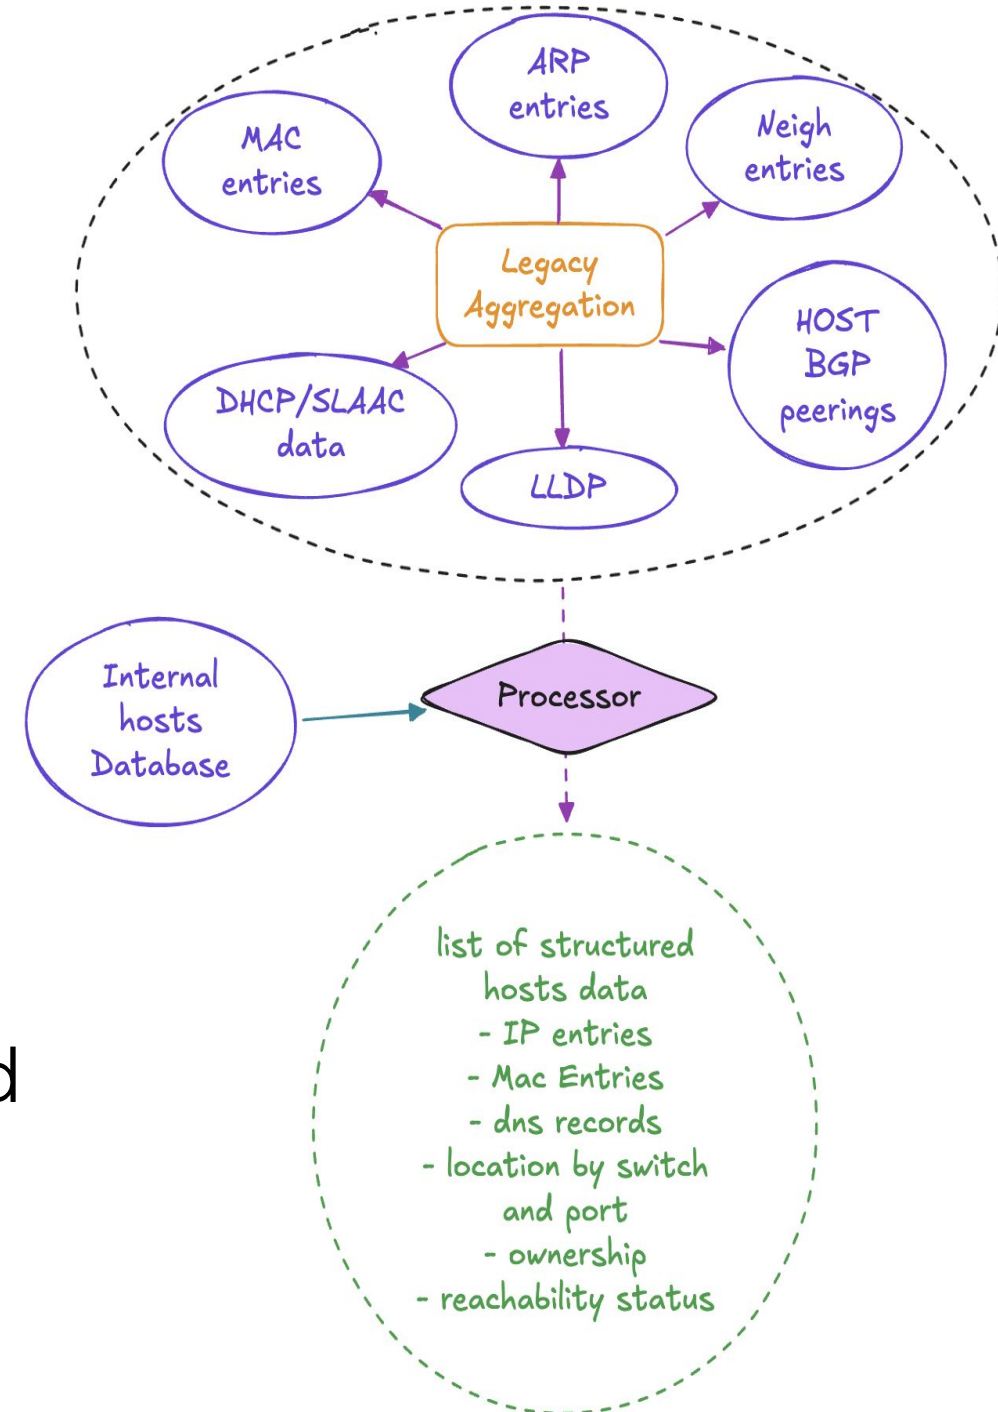 ARP
entries
MAC
entries
Neigh
entries
Legacy
Aggregation
HOST
BGP
peerings
DHCP/SLAAC
data
LLDP
Internal
hosts
Database
Processor
list of structured
hosts data
- IP entries
- Mac Entries
d
- dns records
- location by switch
and port
- ownership
- reachability status